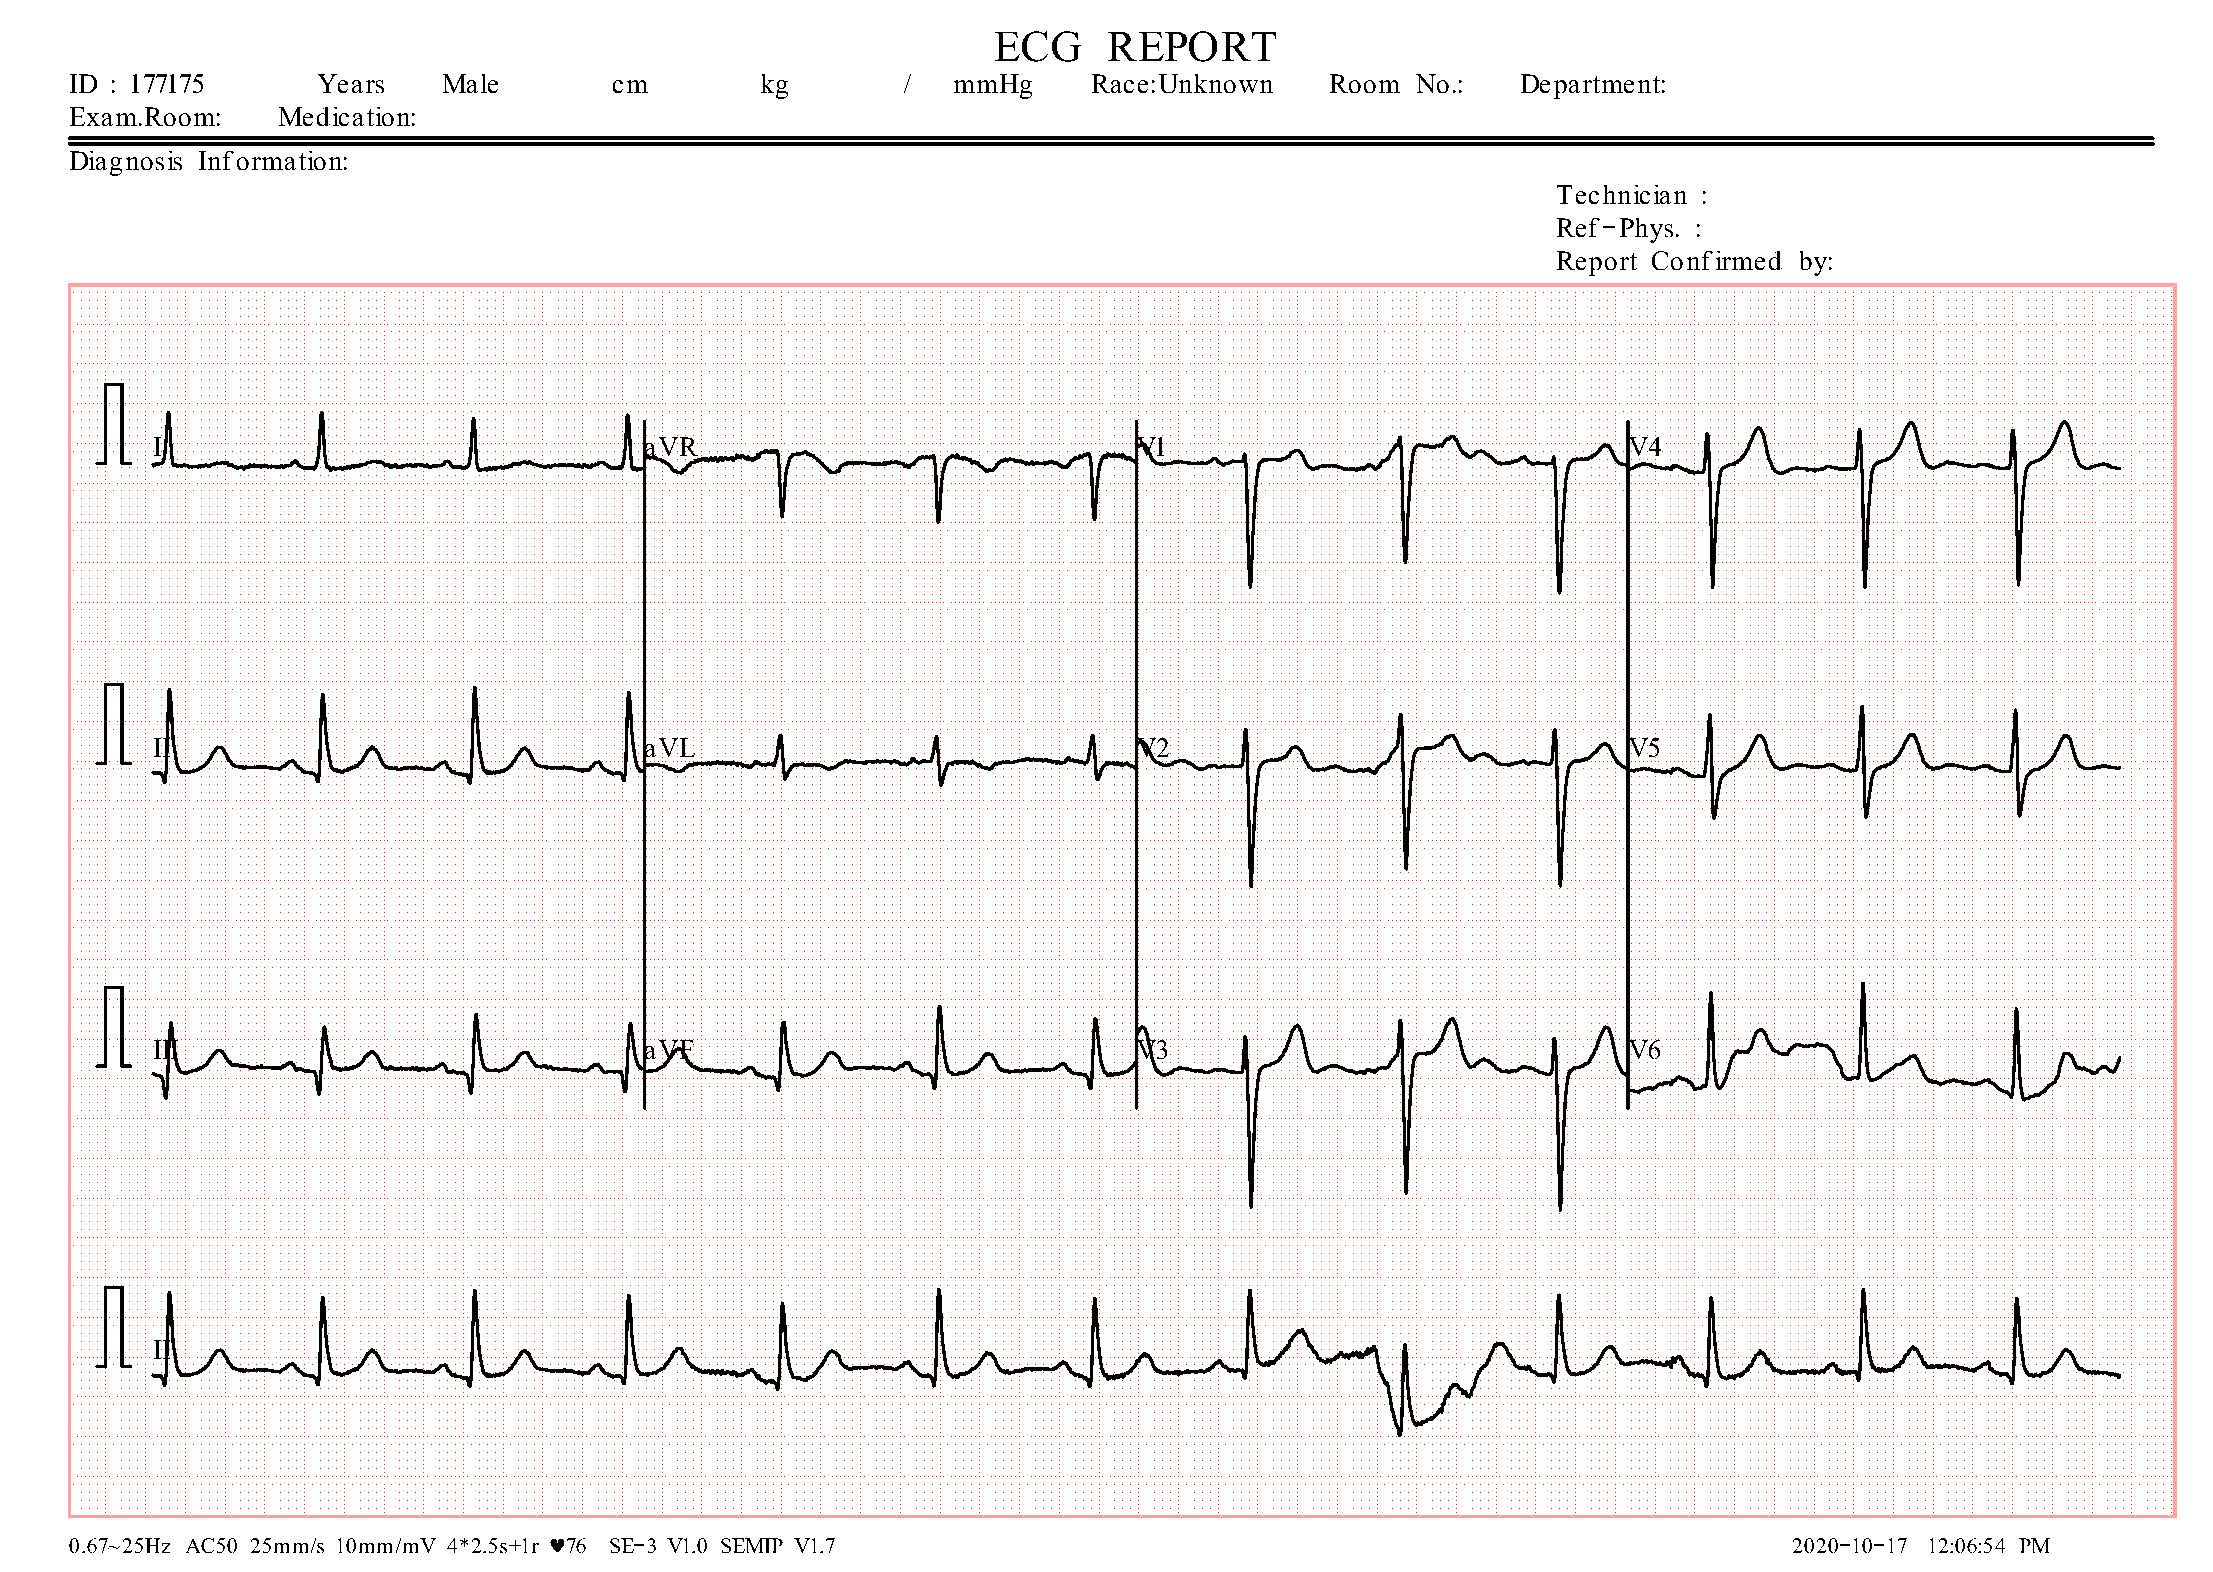 ECG REPORT
ID : 177175 Years Male cm kg / mmHg Race:Unknown Room No.: Department:
Exam.Room: Medication:
Diagnosis Information:
Technician :
Ref-Phys. :
Report Confirmed by:
I aVR V1 V4
II aVL V2 V5
III aVF V3 V6
II
0.67~25Hz AC50 25mm/s 10mm/mV 4*2.5s+1r ♥76 SE-3 V1.0 SEMIP V1.7 2020-10-17 12:06:54 PM